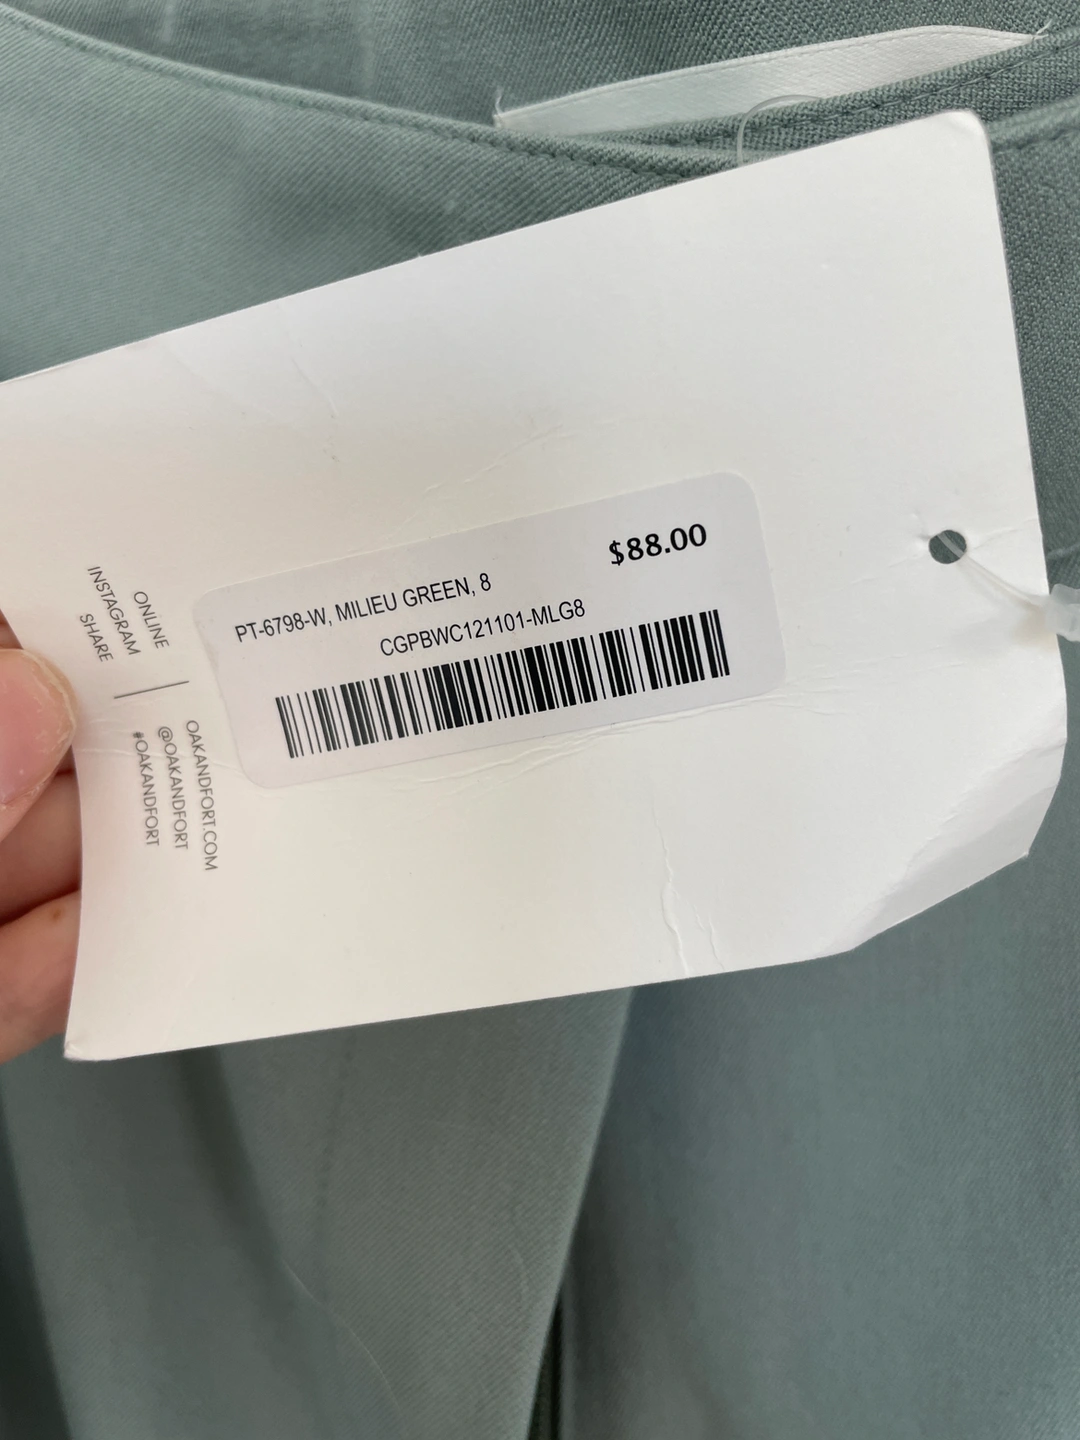 $88.00
PT-6798-W, MILIEU GREEN, 8
CGPBWC121101-MLG8
ONLINE | OAKANDFORT.COM
INSTAGRAM | @OAKANDFORT
SHARE | #OAKANDFORT